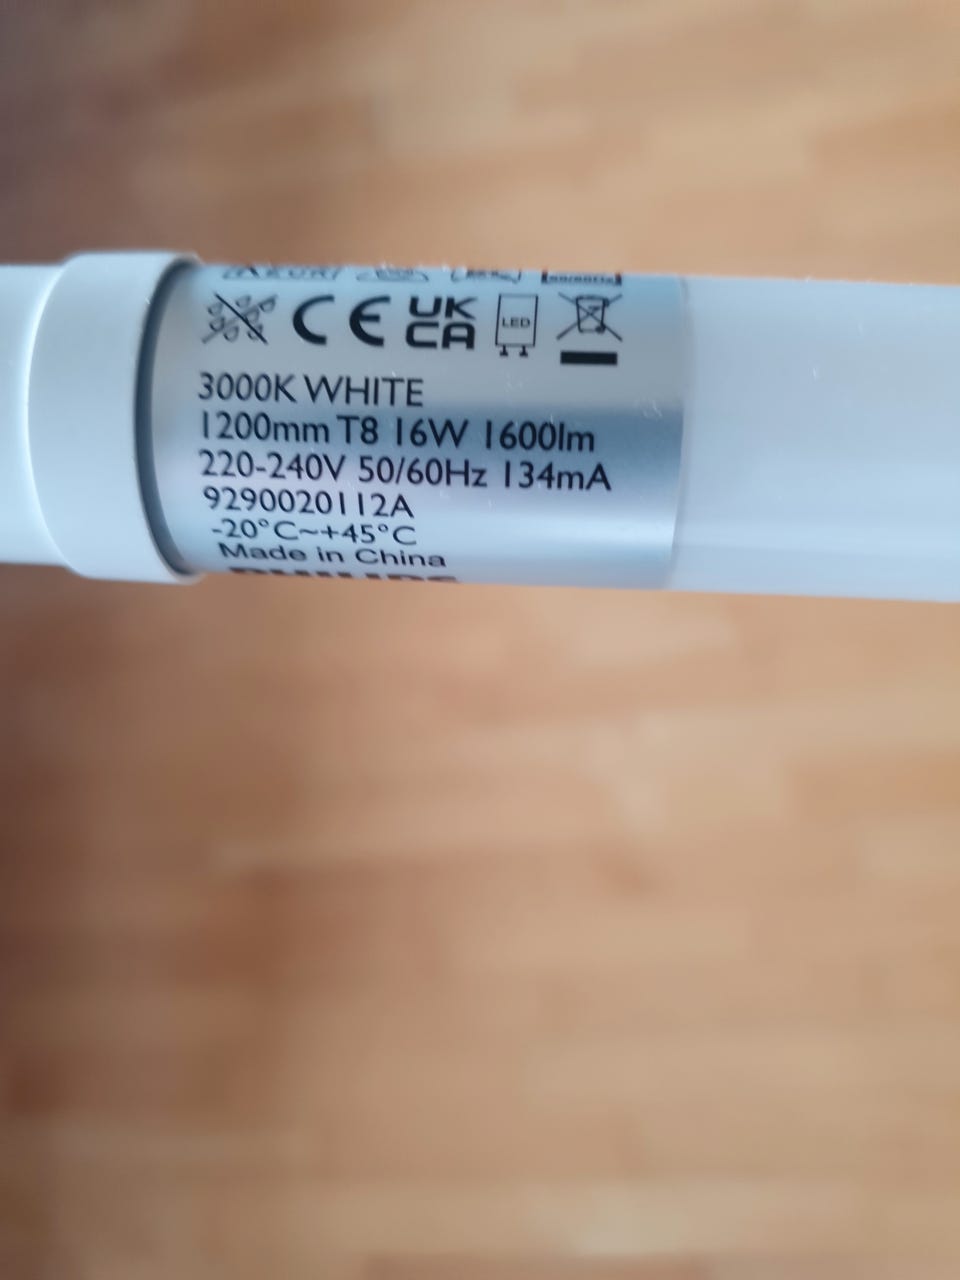 CE UK CA LED
3000K WHITE
1200mm T8 16W 1600lm
220-240V 50/60Hz 134mA
9290020112A
-20°C~+45°C
Made in China
PHILIPS